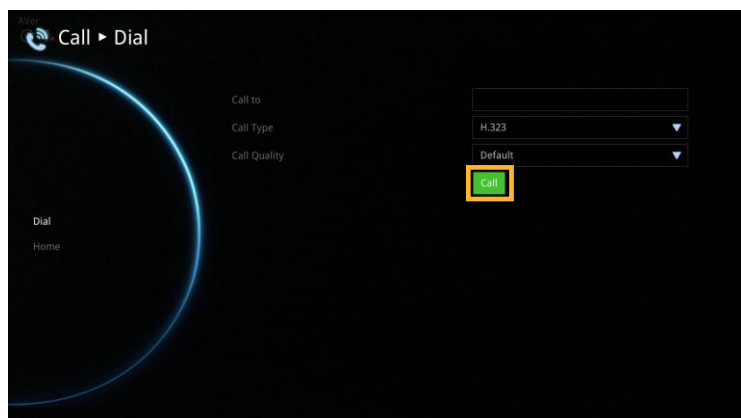 AVer
Call ▸ Dial
Call to
Call Type H.323
Call Quality Default
Call
Dial
Home